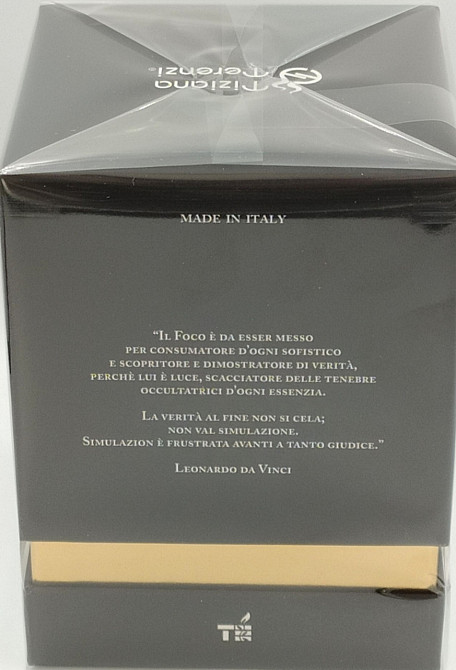 Tiziana
Terenzi®
MADE IN ITALY
“IL FOCO È DA ESSER MESSO
PER CONSUMATORE D'OGNI SOFISTICO
E SCOPRITORE E DIMOSTRATORE DI VERITÀ,
PERCHÈ LUI È LUCE, SCACCIATORE DELLE TENEBRE
OCCULTATRICI D'OGNI ESSENZIA.
LA VERITÀ AL FINE NON SI CELA;
NON VAL SIMULAZIONE.
SIMULAZION È FRUSTRATA AVANTI A TANTO GIUDICE.”
LEONARDO DA VINCI